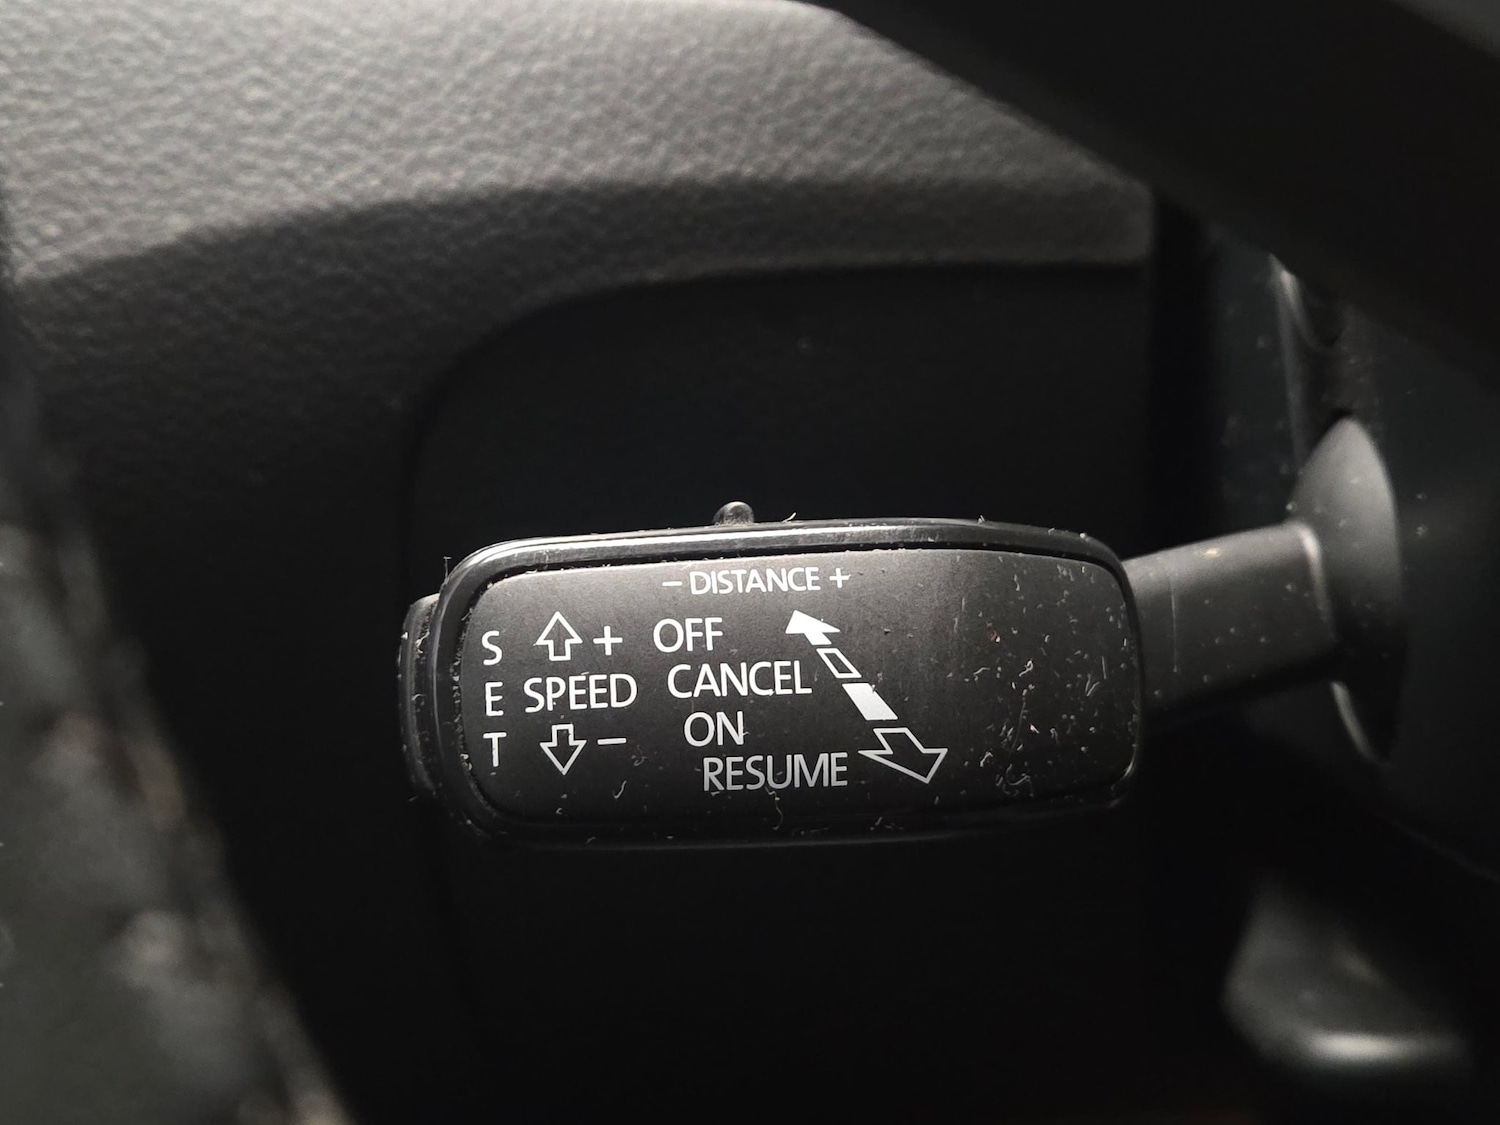 - DISTANCE +
S + OFF
E SPEED CANCEL
T - ON
RESUME